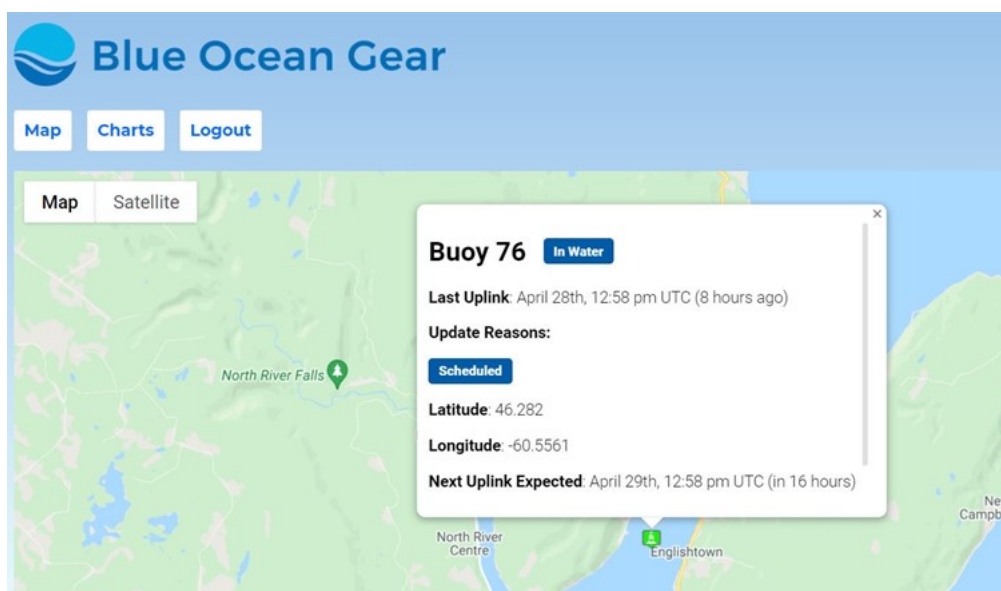 Blue Ocean Gear
Map Charts Logout
Map Satellite
Buoy 76 In Water
Last Uplink: April 28th, 12:58 pm UTC (8 hours ago)
Update Reasons:
Scheduled
Latitude: 46.282
Longitude: -60.5561
Next Uplink Expected: April 29th, 12:58 pm UTC (in 16 hours)
North River Falls
North River
Centre
Englishtown
Ne
Campb